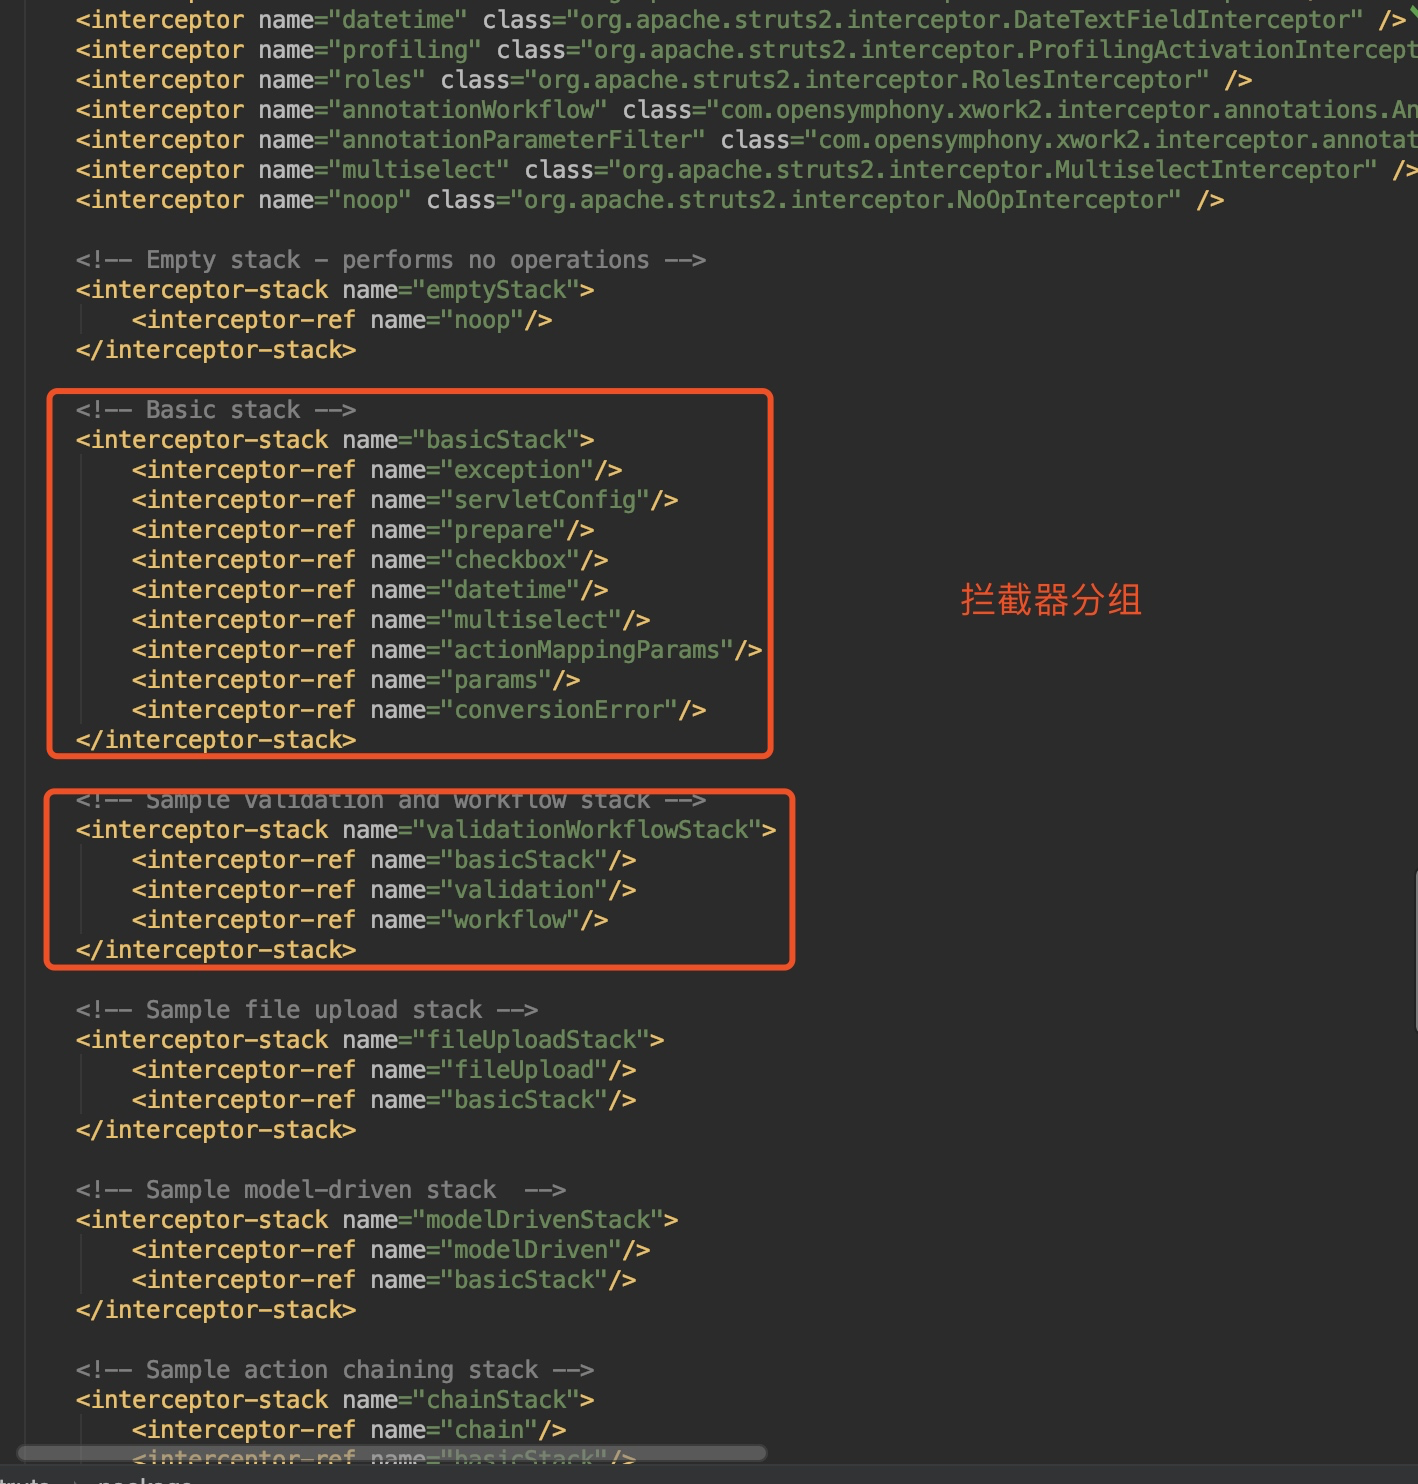 <interceptor name="datetime" class="org.apache.struts2.interceptor.DateTextFieldInterceptor" />
<interceptor name="profiling" class="org.apache.struts2.interceptor.ProfilingActivationIntercept
<interceptor name="roles" class="org.apache.struts2.interceptor.RolesInterceptor" />
<interceptor name="annotationWorkflow" class="com.opensymphony.xwork2.interceptor.annotations.An
<interceptor name="annotationParameterFilter" class="com.opensymphony.xwork2.interceptor.annotat
<interceptor name="multiselect" class="org.apache.struts2.interceptor.MultiselectInterceptor" />
<interceptor name="noop" class="org.apache.struts2.interceptor.NoOpInterceptor" />
<!-- Empty stack - performs no operations -->
<interceptor-stack name="emptyStack">
<interceptor-ref name="noop"/>
</interceptor-stack>
<!-- Basic stack -->
<interceptor-stack name="basicStack">
<interceptor-ref name="exception"/>
<interceptor-ref name="servletConfig"/>
<interceptor-ref name="prepare"/>
<interceptor-ref name="checkbox"/>
<interceptor-ref name="datetime"/>
拦截器分组
<interceptor-ref name="multiselect"/>
<interceptor-ref name="actionMappingParams"/>
<interceptor-ref name="params"/>
<interceptor-ref name="conversionError"/>
</interceptor-stack>
<!-- Sample validation and workflow stack -->
<interceptor-stack name="validationWorkflowStack">
<interceptor-ref name="basicStack"/>
<interceptor-ref name="validation"/>
<interceptor-ref name="workflow"/>
</interceptor-stack>
<!-- Sample file upload stack -->
<interceptor-stack name="fileUploadStack">
<interceptor-ref name="fileUpload"/>
<interceptor-ref name="basicStack"/>
</interceptor-stack>
<!-- Sample model-driven stack  -->
<interceptor-stack name="modelDrivenStack">
<interceptor-ref name="modelDriven"/>
<interceptor-ref name="basicStack"/>
</interceptor-stack>
<!-- Sample action chaining stack -->
<interceptor-stack name="chainStack">
<interceptor-ref name="chain"/>
<interceptor-ref name="basicStack"/>